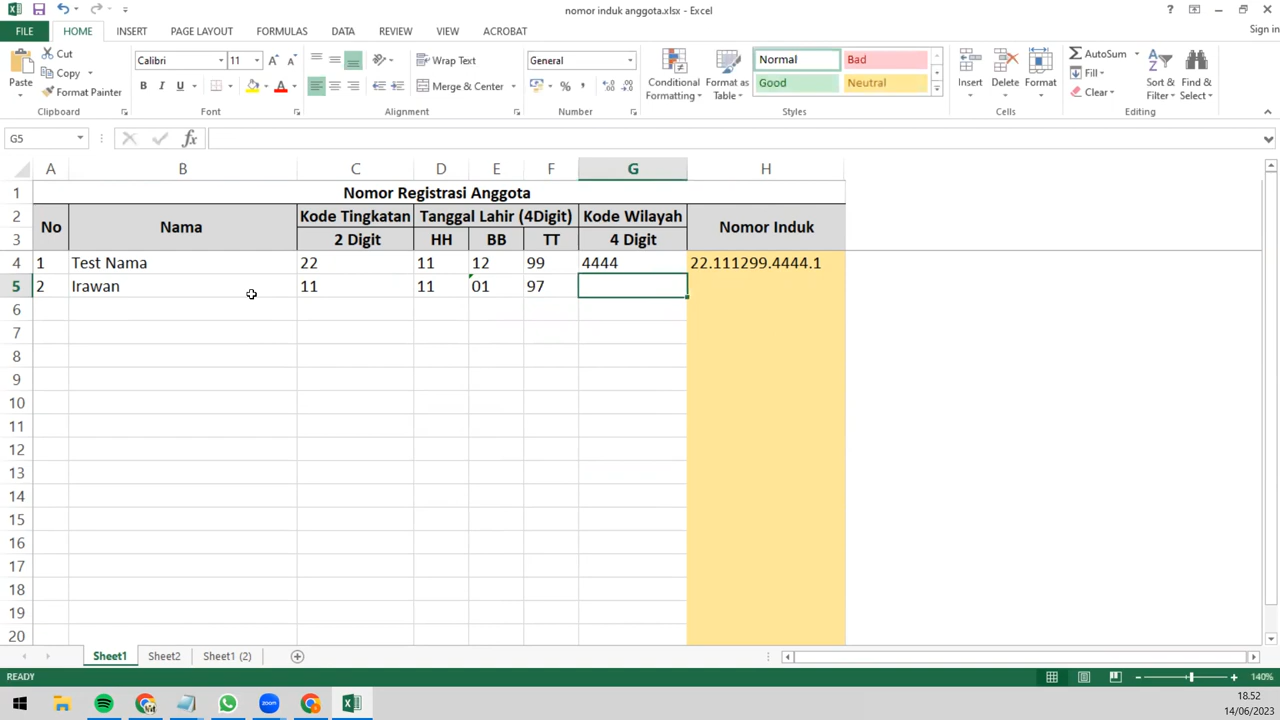 nomor induk anggota.xlsx - Excel
FILE HOME INSERT PAGE LAYOUT FORMULAS DATA REVIEW VIEW ACROBAT Sign in
Paste Cut Copy Format Painter Clipboard
Calibri 11 B I U A Font
Wrap Text Merge & Center Alignment
General % , Number
Conditional Formatting Format as Table Normal Bad Good Neutral Styles
Insert Delete Format Cells
AutoSum Fill Clear Sort & Filter Find & Select Editing
G5 fx
A B C D E F G H
1 Nomor Registrasi Anggota
2 No Nama Kode Tingkatan Tanggal Lahir (4Digit) Kode Wilayah Nomor Induk
3 2 Digit HH BB TT 4 Digit
4 1 Test Nama 22 11 12 99 4444 22.111299.4444.1
5 2 Irawan 11 11 01 97
6
7
8
9
10
11
12
13
14
15
16
17
18
19
20
Sheet1 Sheet2 Sheet1 (2)
READY 140%
18.52
14/06/2023